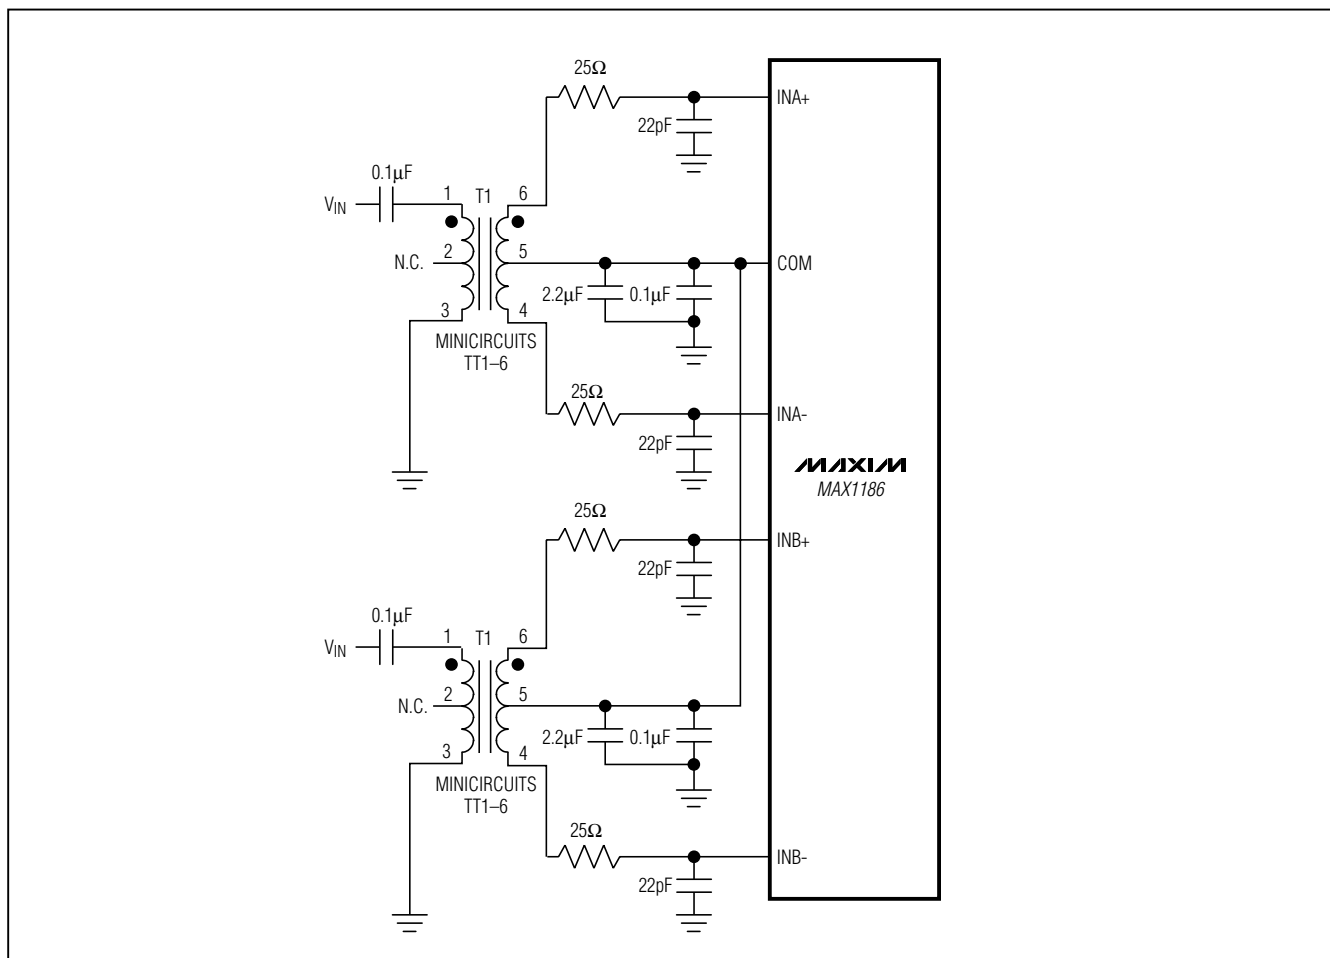 25Ω
INA+
22pF
0.1µF
1
T1
6
VIN
N.C.
2
5
COM
2.2µF
0.1µF
3
4
MINICIRCUITS
TT1–6
25Ω
INA-
22pF
MAXIM
MAX1186
25Ω
INB+
22pF
0.1µF
1
T1
6
VIN
N.C.
2
5
2.2µF
0.1µF
3
4
MINICIRCUITS
TT1–6
25Ω
INB-
22pF